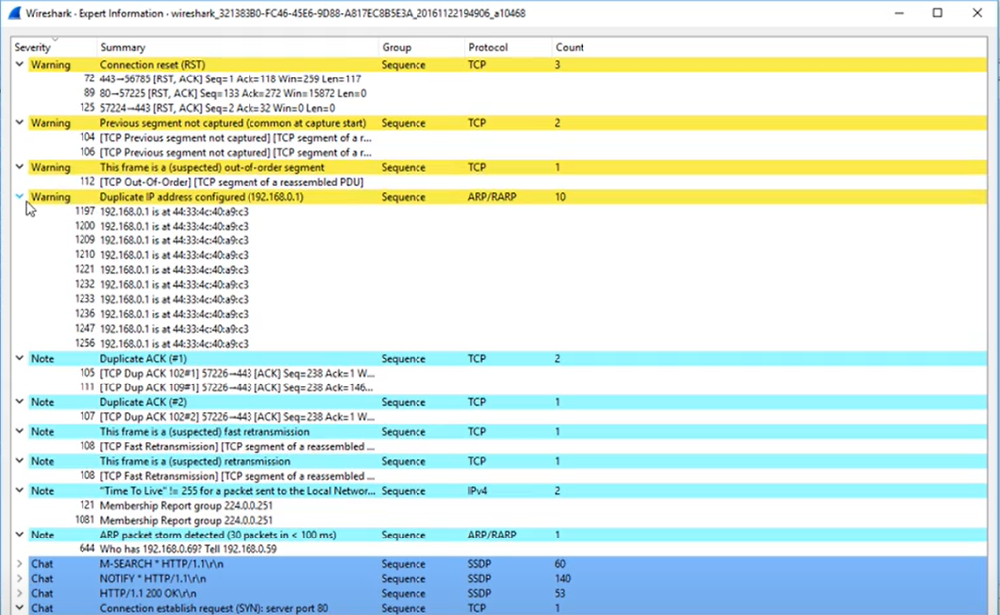 Wireshark · Expert Information · wireshark_321383B0-FC46-45E6-9D88-A817EC8B5E3A_20161122194906_a10468
Severity Summary Group Protocol Count
Warning Connection reset (RST) Sequence TCP 3
72 443→56785 [RST, ACK] Seq=1 Ack=118 Win=259 Len=117
89 80→57225 [RST, ACK] Seq=133 Ack=272 Win=15872 Len=0
125 57224→443 [RST, ACK] Seq=2 Ack=32 Win=0 Len=0
Warning Previous segment not captured (common at capture start) Sequence TCP 2
104 [TCP Previous segment not captured] [TCP segment of a r...
106 [TCP Previous segment not captured] [TCP segment of a r...
Warning This frame is a (suspected) out-of-order segment Sequence TCP 1
112 [TCP Out-Of-Order] [TCP segment of a reassembled PDU]
Warning Duplicate IP address configured (192.168.0.1) Sequence ARP/RARP 10
1197 192.168.0.1 is at 44:33:4c:40:a9:c3
1200 192.168.0.1 is at 44:33:4c:40:a9:c3
1209 192.168.0.1 is at 44:33:4c:40:a9:c3
1210 192.168.0.1 is at 44:33:4c:40:a9:c3
1221 192.168.0.1 is at 44:33:4c:40:a9:c3
1232 192.168.0.1 is at 44:33:4c:40:a9:c3
1233 192.168.0.1 is at 44:33:4c:40:a9:c3
1236 192.168.0.1 is at 44:33:4c:40:a9:c3
1247 192.168.0.1 is at 44:33:4c:40:a9:c3
1256 192.168.0.1 is at 44:33:4c:40:a9:c3
Note Duplicate ACK (#1) Sequence TCP 2
105 [TCP Dup ACK 102#1] 57226→443 [ACK] Seq=238 Ack=1 W...
111 [TCP Dup ACK 109#1] 57226→443 [ACK] Seq=238 Ack=146...
Note Duplicate ACK (#2) Sequence TCP 1
107 [TCP Dup ACK 102#2] 57226→443 [ACK] Seq=238 Ack=1 W...
Note This frame is a (suspected) fast retransmission Sequence TCP 1
108 [TCP Fast Retransmission] [TCP segment of a reassembled ...
Note This frame is a (suspected) retransmission Sequence TCP 1
108 [TCP Fast Retransmission] [TCP segment of a reassembled ...
Note "Time To Live" != 255 for a packet sent to the Local Networ... Sequence IPv4 2
121 Membership Report group 224.0.0.251
1081 Membership Report group 224.0.0.251
Note ARP packet storm detected (30 packets in < 100 ms) Sequence ARP/RARP 1
644 Who has 192.168.0.69? Tell 192.168.0.59
Chat M-SEARCH * HTTP/1.1\r\n Sequence SSDP 60
Chat NOTIFY * HTTP/1.1\r\n Sequence SSDP 140
Chat HTTP/1.1 200 OK\r\n Sequence SSDP 53
Chat Connection establish request (SYN): server port 80 Sequence TCP 1